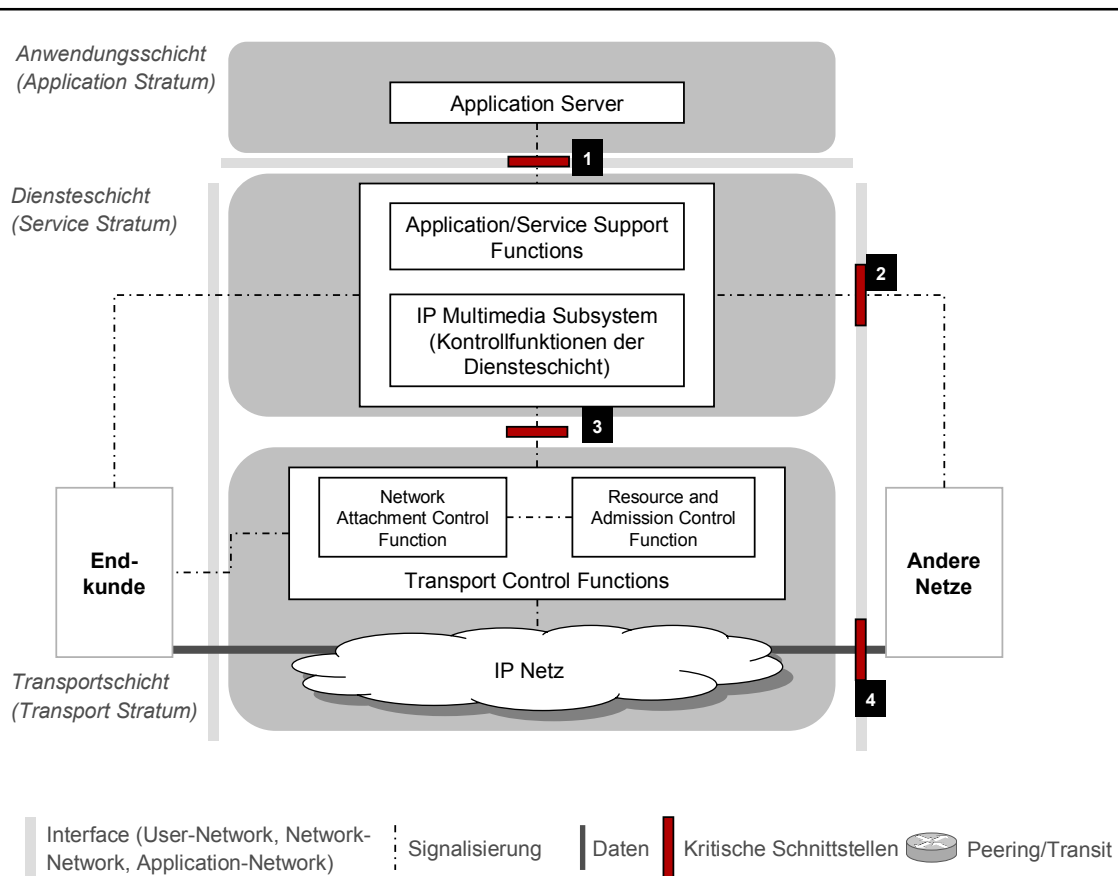 Anwendungsschicht
(Application Stratum)
Application Server
1
Diensteschicht
(Service Stratum)
Application/Service Support
Functions
2
IP Multimedia Subsystem
(Kontrollfunktionen der
Diensteschicht)
3
Network
Attachment Control
Function
Resource and
Admission Control
Function
Transport Control Functions
End-
kunde
Andere
Netze
IP Netz
Transportschicht
(Transport Stratum)
4
Interface (User-Network, Network-
Network, Application-Network)
Signalisierung
Daten
Kritische Schnittstellen
Peering/Transit